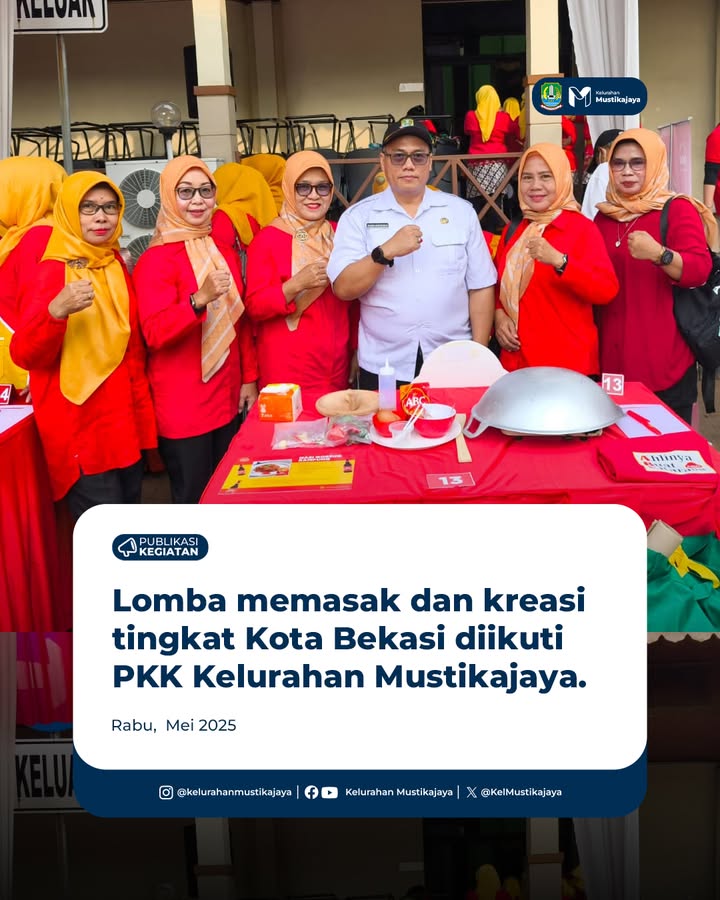 KELUAR
Kelurahan
Mustikajaya
4
13
ABC
13
PUBLIKASI
KEGIATAN
Lomba memasak dan kreasi
tingkat Kota Bekasi diikuti
PKK Kelurahan Mustikajaya.
Rabu,  Mei 2025
@kelurahanmustikajaya | Kelurahan Mustikajaya | @KelMustikajaya